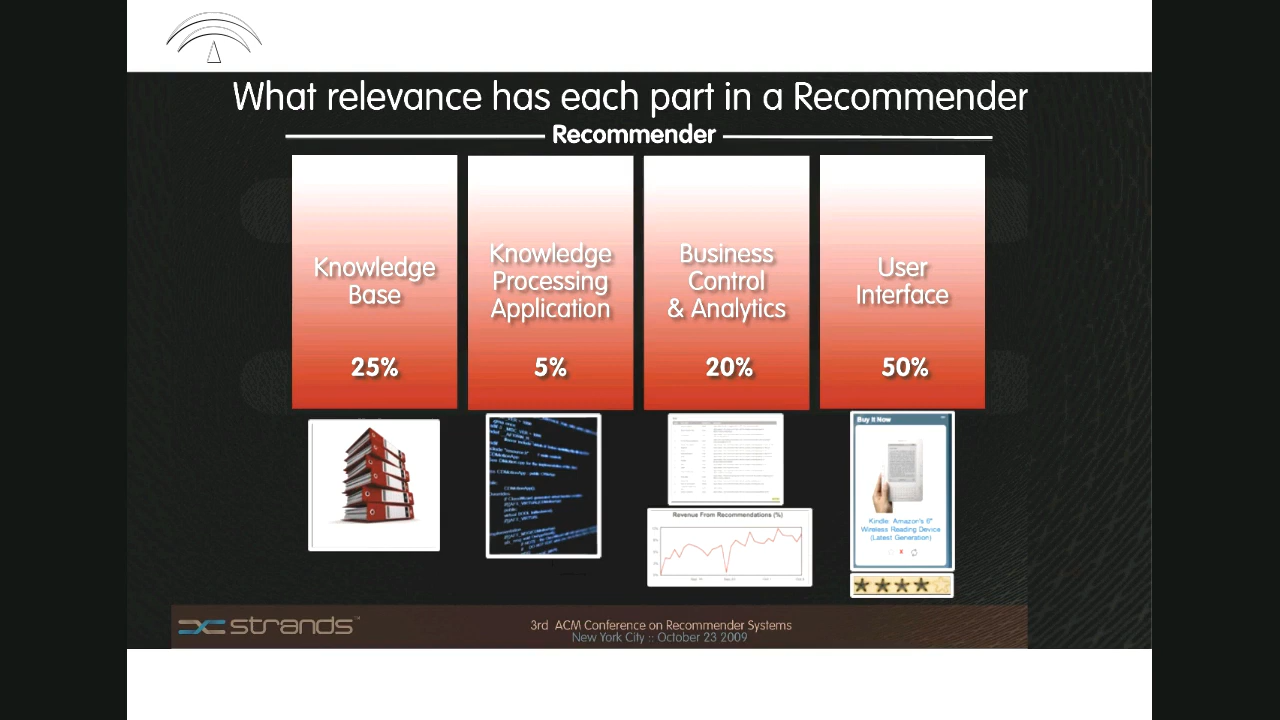 What relevance has each part in a Recommender
Recommender
Knowledge
Base
25%
Knowledge
Processing
Application
5%
Business
Control
& Analytics
20%
User
Interface
50%
Revenue From Recommendations (%)
Buy It Now
Kindle: Amazon's 6"
Wireless Reading Device
(Latest Generation)
strands
3rd ACM Conference on Recommender Systems
New York City :: October 23 2009